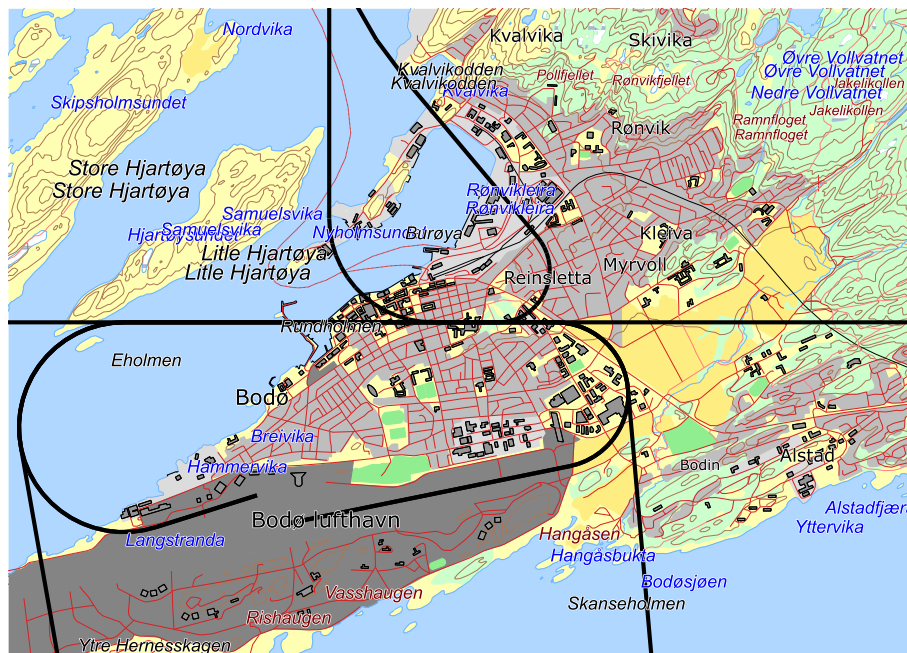 Nordvika
Kvalvika
Skivika
Øvre Vollvatnet
Øvre Vollvatnet
Kvalvikodden
Kvalvikodden
Pollfjellet
Rønvikfjellet
Jakelikollen
Kvalvika
Nedre Vollvatnet
Skipsholmsundet
Jakelikollen
Ramnfloget
Ramnfloget
Rønvik
Store Hjartøya
Store Hjartøya
Rønvikleira
Rønvikleira
Samuelsvika
Samuelsvika
Hjartøysundet
Nyholmsund
Burøya
Kleiva
Litle Hjartøya
Litle Hjartøya
Myrvoll
Reinsletta
Rundholmen
Eholmen
Bodø
Breivika
Hammervika
Bodin
Alstad
Bodø lufthavn
Alstadfjæra
Yttervika
Langstranda
Hangåsen
Hangåsbukta
Bodøsjøen
Vasshaugen
Skanseholmen
Rishaugen
Ytre Hernesskagen